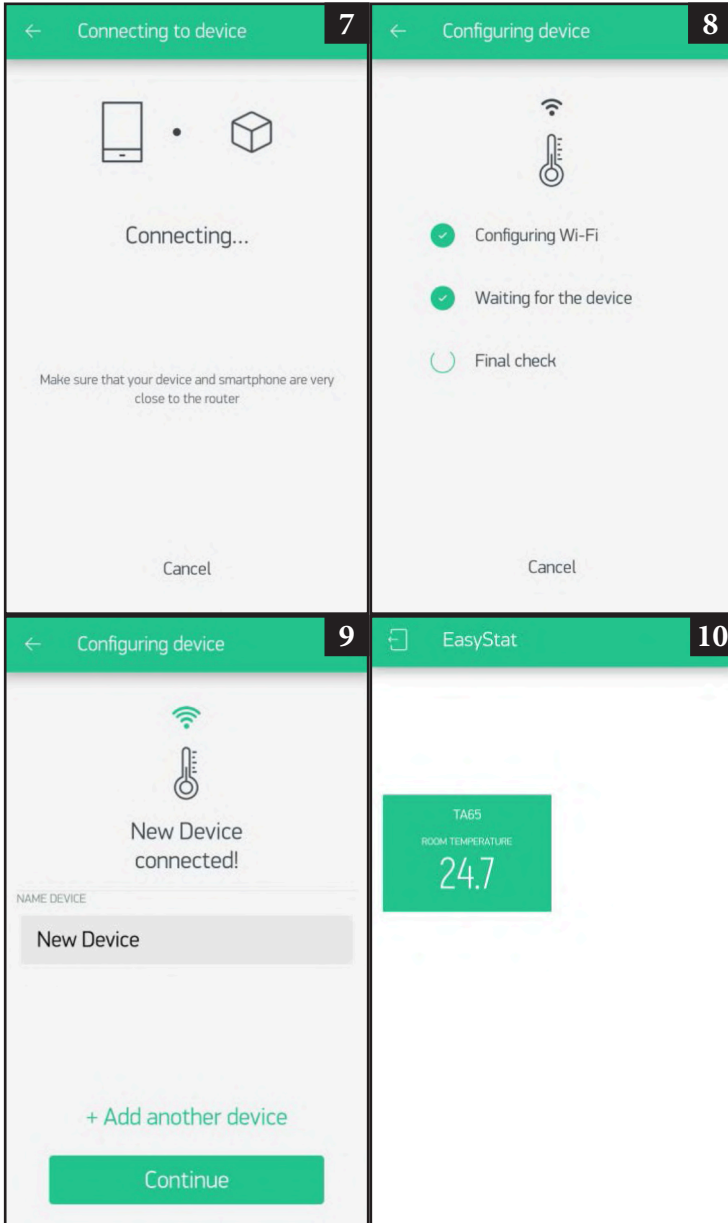 Connecting to device
7
Connecting...
Make sure that your device and smartphone are very
close to the router
Cancel
Configuring device
8
Configuring Wi-Fi
Waiting for the device
Final check
Cancel
Configuring device
9
New Device
connected!
NAME DEVICE
New Device
+ Add another device
Continue
EasyStat
10
TA65
ROOM TEMPERATURE
24.7